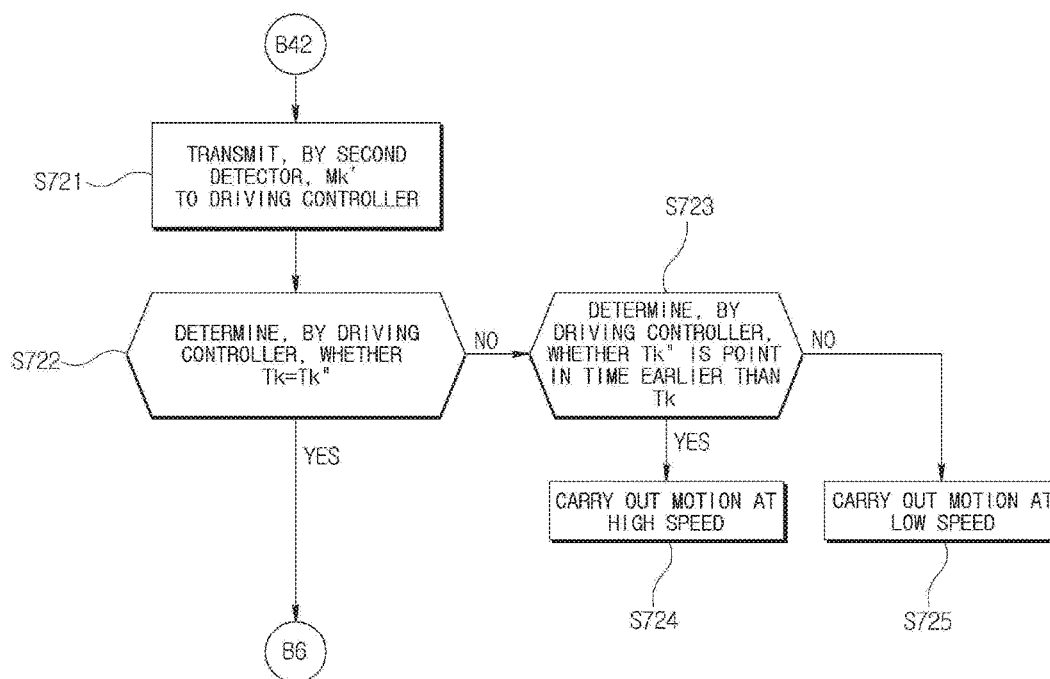 B42
TRANSMIT, BY SECOND
DETECTOR, Mk'
TO DRIVING CONTROLLER
S721
S723
DETERMINE, BY DRIVING
CONTROLLER, WHETHER
Tk=Tk"
S722
NO
DETERMINE, BY
DRIVING CONTROLLER,
WHETHER Tk" IS POINT
IN TIME EARLIER THAN
Tk
NO
YES
YES
CARRY OUT MOTION AT
HIGH SPEED
CARRY OUT MOTION AT
LOW SPEED
S724
S725
B6